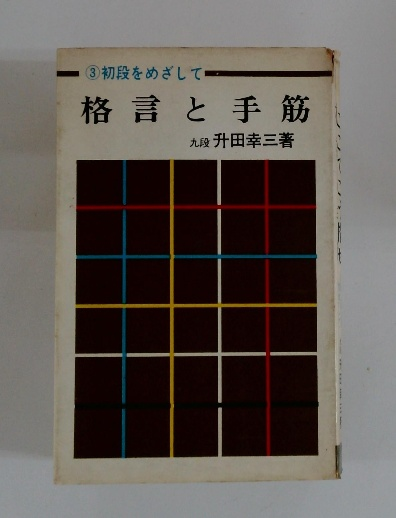 ③初段をめざして
格言と手筋
九段 升田幸三著